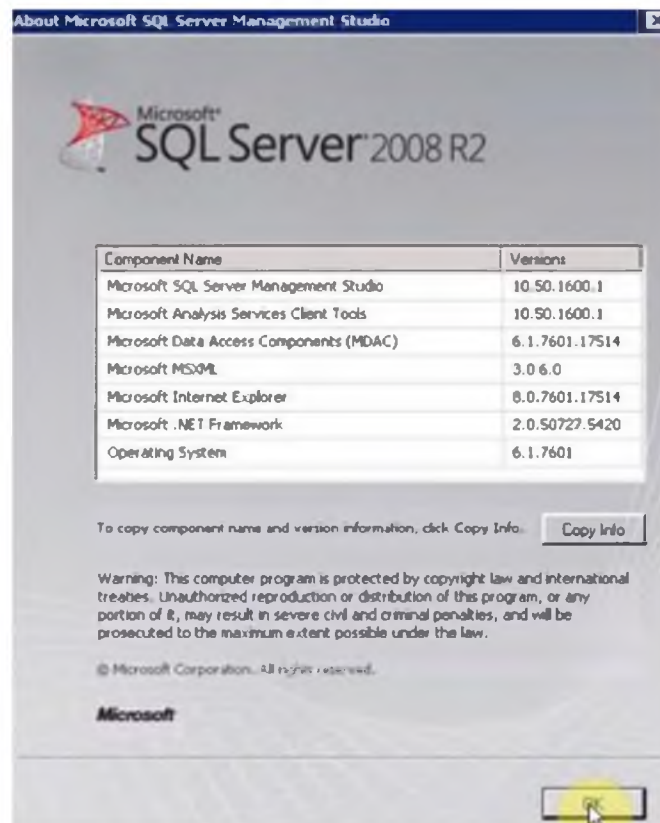 About Microsoft SQL Server Management Studio
Microsoft®
SQL Server® 2008 R2
Component Name Versions
Microsoft SQL Server Management Studio 10.50.1600.1
Microsoft Analysis Services Client Tools 10.50.1600.1
Microsoft Data Access Components (MDAC) 6.1.7601.17514
Microsoft MSXML 3.0 6.0
Microsoft Internet Explorer 8.0.7601.17514
Microsoft .NET Framework 2.0.50727.5420
Operating System 6.1.7601
To copy component name and version information, click Copy Info. Copy Info
Warning: This computer program is protected by copyright law and international
treaties. Unauthorized reproduction or distribution of this program, or any
portion of it, may result in severe civil and criminal penalties, and will be
prosecuted to the maximum extent possible under the law.
© Microsoft Corporation. All rights reserved.
Microsoft
OK